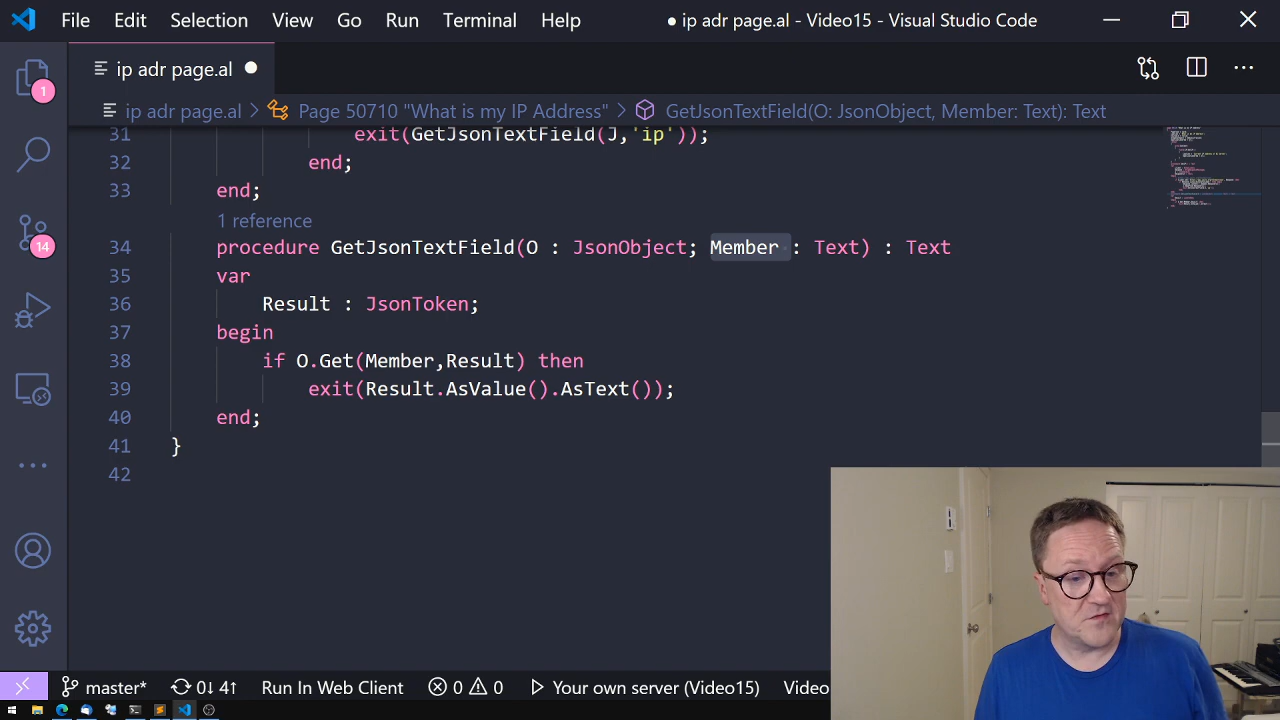 File Edit Selection View Go Run Terminal Help ● ip adr page.al - Video15 - Visual Studio Code
ip adr page.al
ip adr page.al > Page 50710 "What is my IP Address" > GetJsonTextField(O: JsonObject, Member: Text): Text
31 exit(GetJsonTextField(J,'ip'));
32 end;
33 end;
1 reference
34 procedure GetJsonTextField(O : JsonObject; Member : Text) : Text
35 var
36 Result : JsonToken;
37 begin
38 if O.Get(Member,Result) then
39 exit(Result.AsValue().AsText());
40 end;
41 }
42
1
14
master* 0↓ 4↑ Run In Web Client 0 0 Your own server (Video15) Video